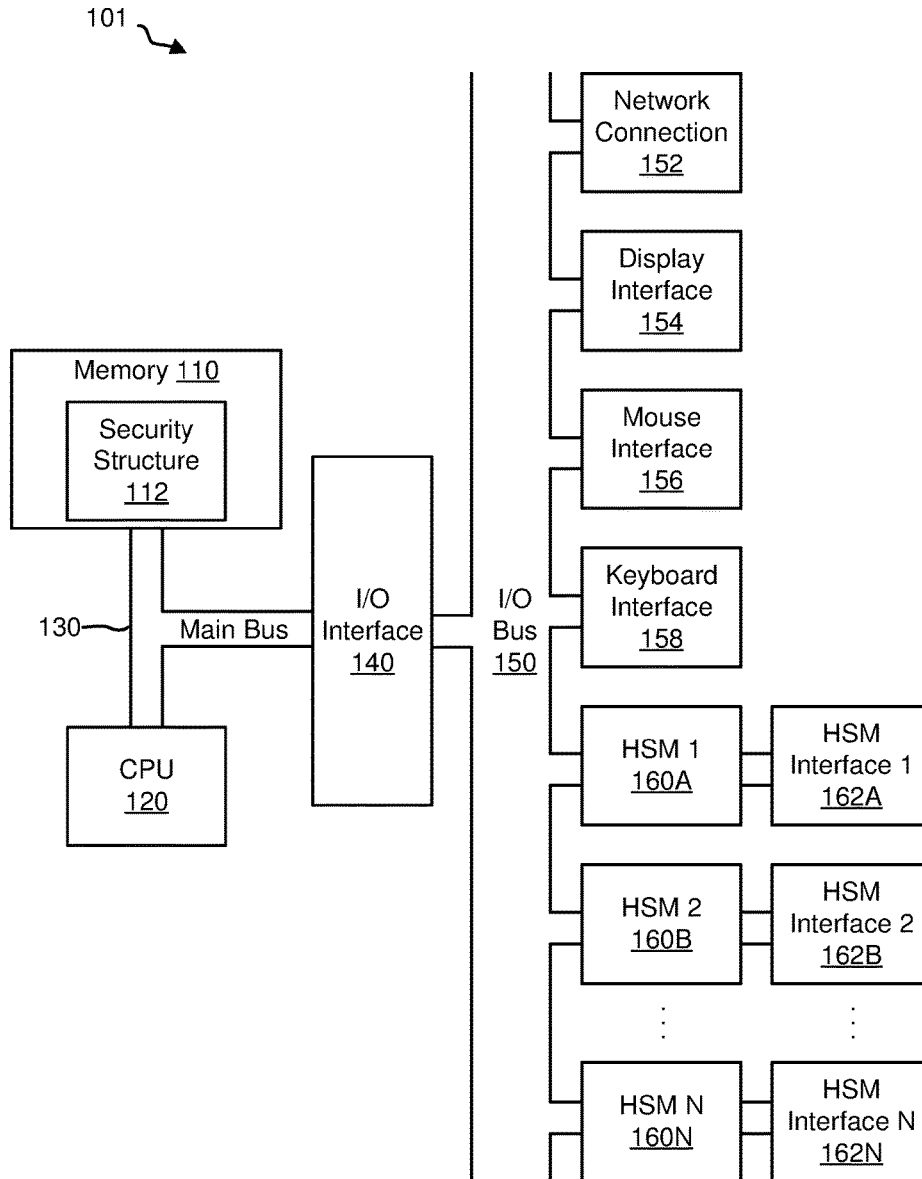 101
Network
Connection
152
Display
Interface
154
Memory 110
Security
Structure
112
Mouse
Interface
156
Keyboard
Interface
158
130
Main Bus
I/O
Interface
140
I/O
Bus
150
CPU
120
HSM 1
160A
HSM
Interface 1
162A
HSM 2
160B
HSM
Interface 2
162B
HSM N
160N
HSM
Interface N
162N